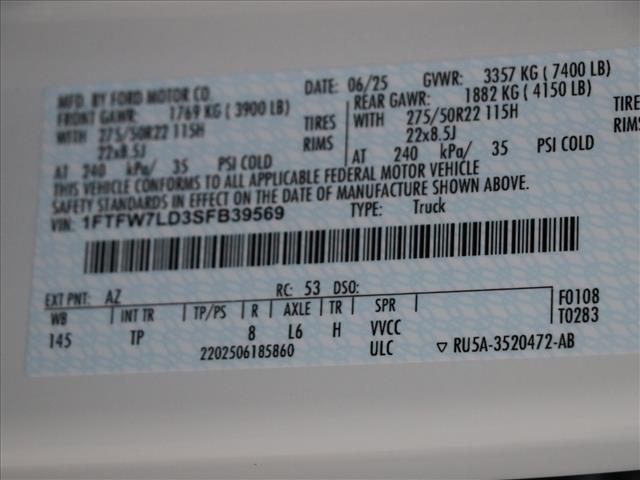 MFD. BY FORD MOTOR CO. DATE: 06/25 GVWR: 3357 KG ( 7400 LB)
FRONT GAWR: 1769 KG ( 3900 LB) REAR GAWR: 1882 KG ( 4150 LB)
WITH 275/50R22 115H TIRES WITH 275/50R22 115H TIRE
22x8.5J RIMS 22x8.5J RIMS
AT 240 kPa/ 35 PSI COLD AT 240 kPa/ 35 PSI COLD
THIS VEHICLE CONFORMS TO ALL APPLICABLE FEDERAL MOTOR VEHICLE
SAFETY STANDARDS IN EFFECT ON THE DATE OF MANUFACTURE SHOWN ABOVE.
VIN: 1FTFW7LD3SFB39569 TYPE: Truck
EXT PNT: AZ RC: 53 DSO:
WB INT TR TP/PS R AXLE TR SPR F0108
145 TP 8 L6 H VVCC T0283
2202506185860 ULC ▽ RU5A-3520472-AB